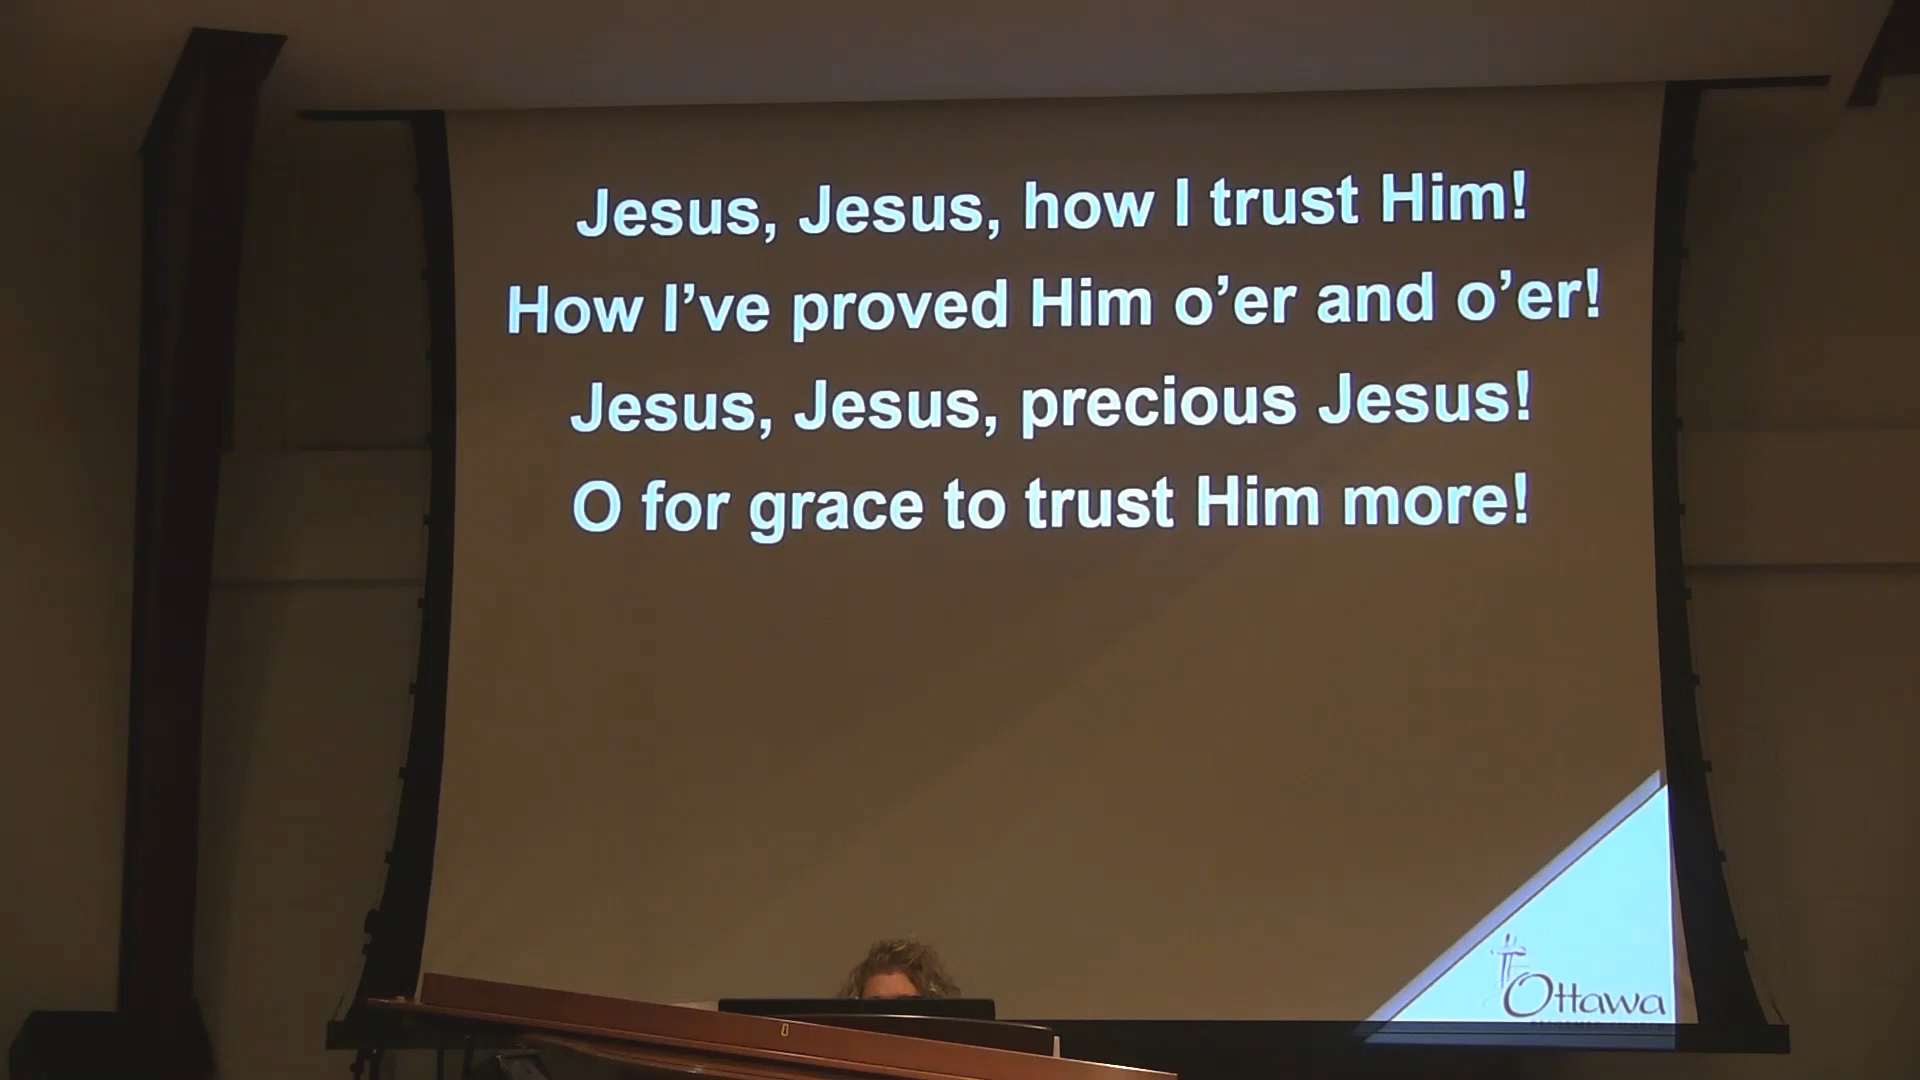 Jesus, Jesus, how I trust Him!
How I’ve proved Him o’er and o’er!
Jesus, Jesus, precious Jesus!
O for grace to trust Him more!
Ottawa